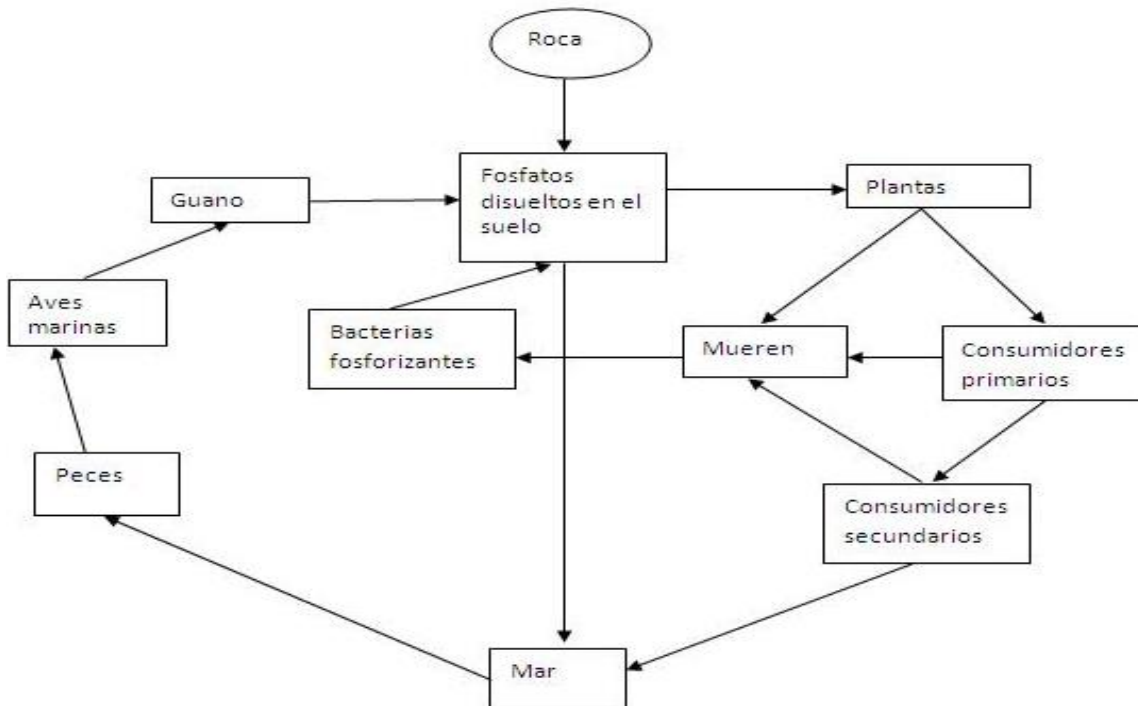 Roca
Fosfatos
disueltos en el
suelo
Plantas
Guano
Aves
marinas
Bacterias
fosforizantes
Mueren
Consumidores
primarios
Peces
Consumidores
secundarios
Mar